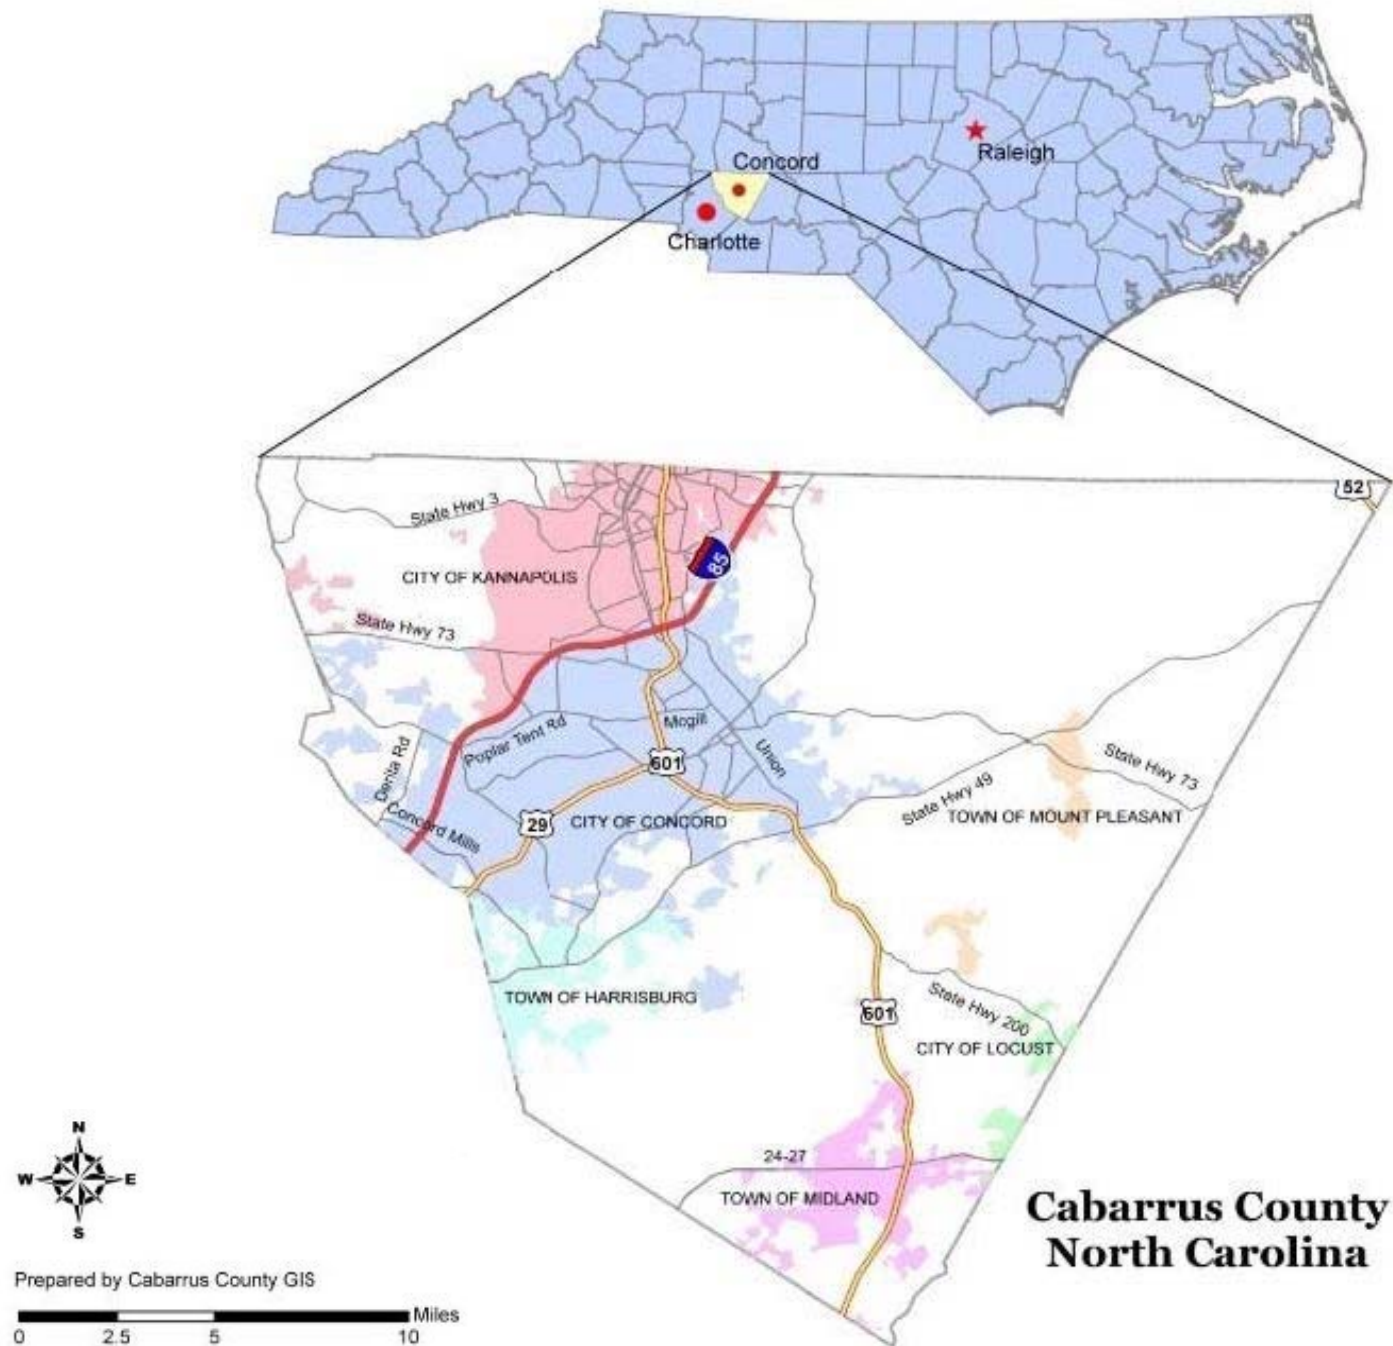 Concord
Raleigh
Charlotte
52
State Hwy 3
85
CITY OF KANNAPOLIS
State Hwy 73
Mcgill
Poplar Tent Rd
Union
Derita Rd
601
State Hwy 73
State Hwy 49
Concord Mills
29
CITY OF CONCORD
TOWN OF MOUNT PLEASANT
TOWN OF HARRISBURG
State Hwy 200
601
CITY OF LOCUST
24-27
TOWN OF MIDLAND
N
W
E
S
Cabarrus County
North Carolina
Prepared by Cabarrus County GIS
Miles
0 2.5 5 10